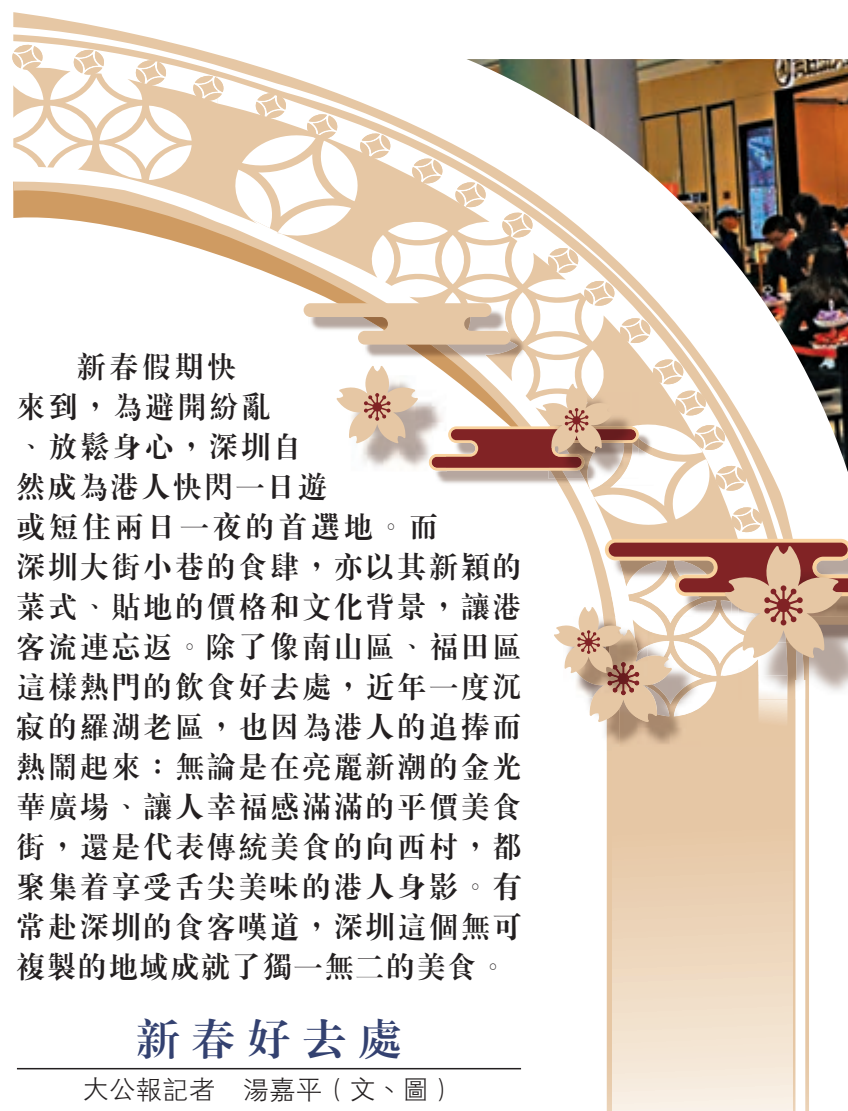 新春假期快
來到，為避開紛亂
、放鬆身心，深圳自
然成為港人快閃一日遊
或短住兩日一夜的首選地。而
深圳大街小巷的食肆，亦以其新穎的
菜式、貼地的價格和文化背景，讓港
客流連忘返。除了像南山區、福田區
這樣熱門的飲食好去處，近年一度沉
寂的羅湖老區，也因為港人的追捧而
熱鬧起來：無論是在亮麗新潮的金光
華廣場、讓人幸福感滿滿的平價美食
街，還是代表傳統美食的向西村，都
聚集着享受舌尖美味的港人身影。有
常赴深圳的食客嘆道，深圳這個無可
複製的地域成就了獨一無二的美食。
新春好去處
大公報記者　湯嘉平（文、圖）